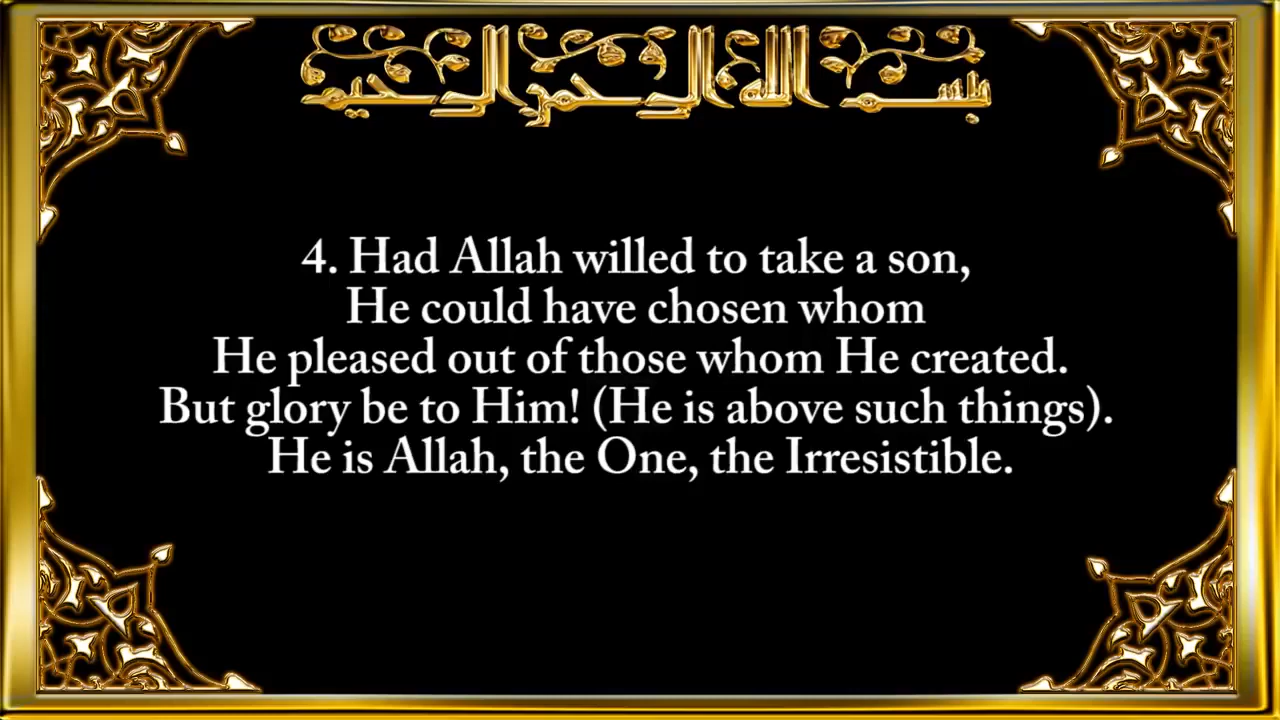 بسم الله الرحمن الرحيم
4. Had Allah willed to take a son,
He could have chosen whom
He pleased out of those whom He created.
But glory be to Him! (He is above such things).
He is Allah, the One, the Irresistible.